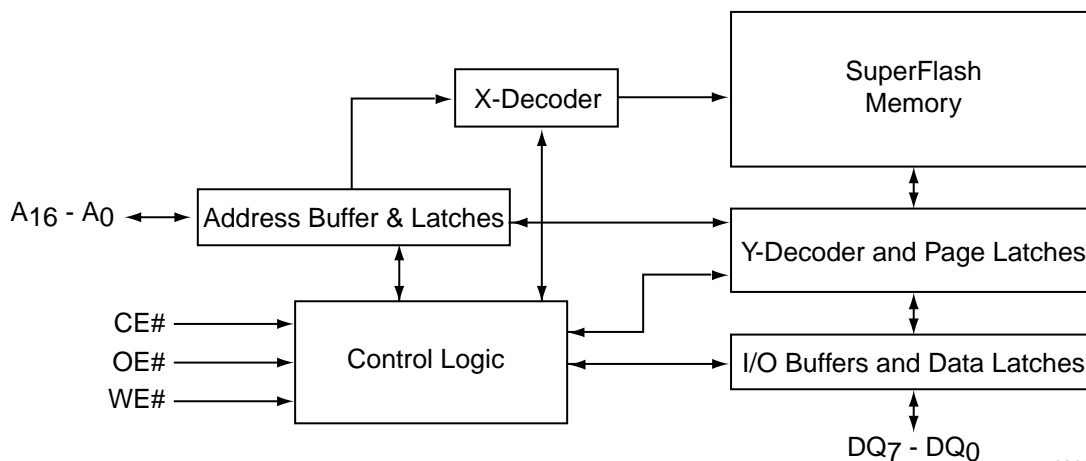 SuperFlash
Memory
X-Decoder
A16 - A0
Address Buffer & Latches
Y-Decoder and Page Latches
CE#
OE#
WE#
Control Logic
I/O Buffers and Data Latches
DQ7 - DQ0